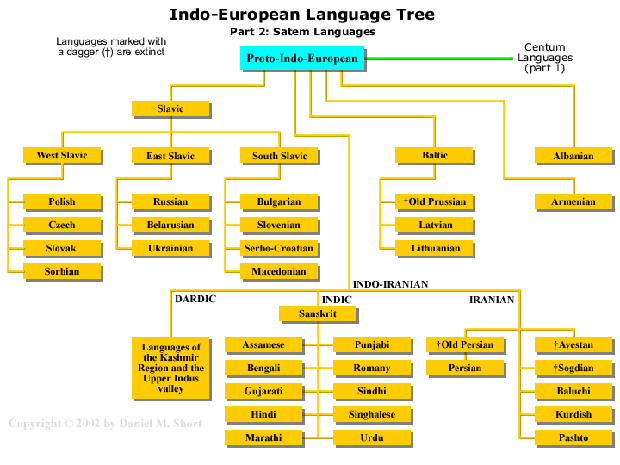 Indo-European Language Tree
Part 2: Satem Languages
Languages marked with
a dagger (†) are extinct
Proto-Indo-European
Centum
Languages
(part 1)
Slavic
West Slavic
East Slavic
South Slavic
Baltic
Albanian
Polish
Russian
Bulgarian
†Old Prussian
Armenian
Czech
Belarusian
Slovenian
Latvian
Slovak
Ukrainian
Serbo-Croatian
Lithuanian
Sorbian
Macedonian
INDO-IRANIAN
DARDIC
INDIC
IRANIAN
Sanskrit
Languages of
the Kashmir
Region and the
Upper Indus
valley
Assamese
Punjabi
†Old Persian
†Avestan
Bengali
Romany
Persian
†Sogdian
Gujarati
Sindhi
Baluchi
Hindi
Singhalese
Kurdish
Marathi
Urdu
Pashto
Copyright © 2002 by Daniel M. Short